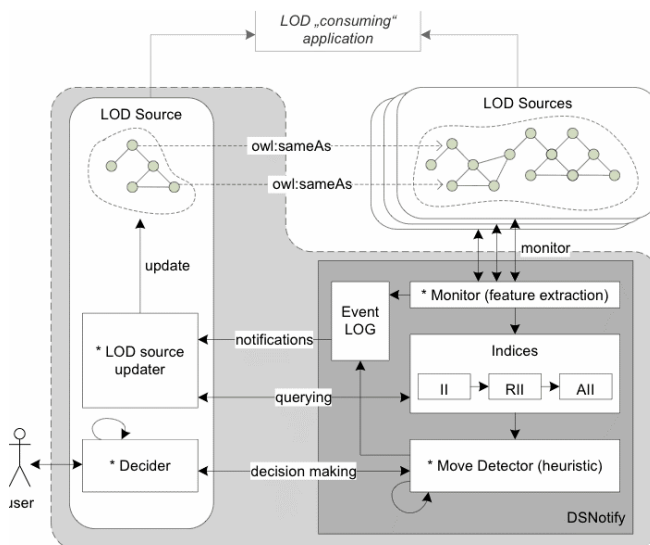 LOD „consuming“
application
LOD Source
LOD Sources
owl:sameAs
owl:sameAs
monitor
update
* Monitor (feature extraction)
Event
LOG
notifications
Indices
* LOD source
updater
II
RII
AII
querying
* Decider
decision making
* Move Detector (heuristic)
user
DSNotify